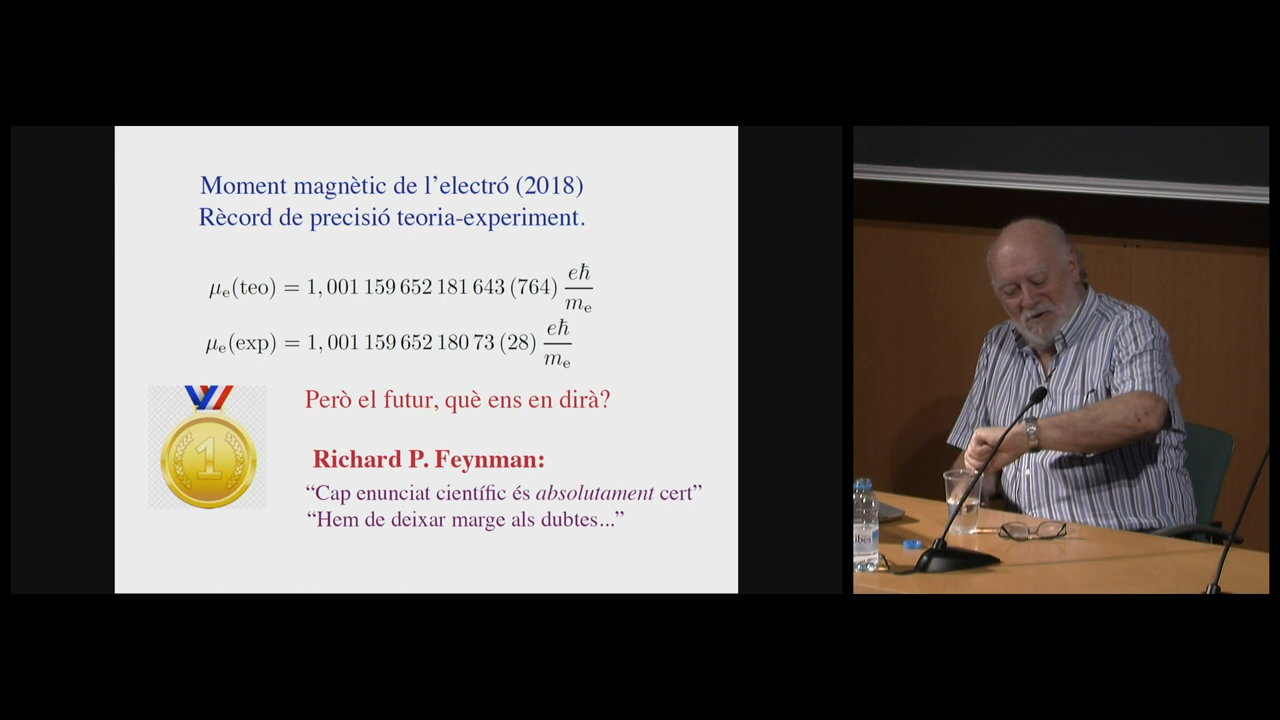 Moment magnètic de l'electró (2018)
Rècord de precisió teoria-experiment.
μe(teo) = 1, 001 159 652 181 643 (764) eℏ/me
μe(exp) = 1, 001 159 652 180 73 (28) eℏ/me
1
Però el futur, què ens en dirà?
Richard P. Feynman:
“Cap enunciat científic és absolutament cert”
“Hem de deixar marge als dubtes...”